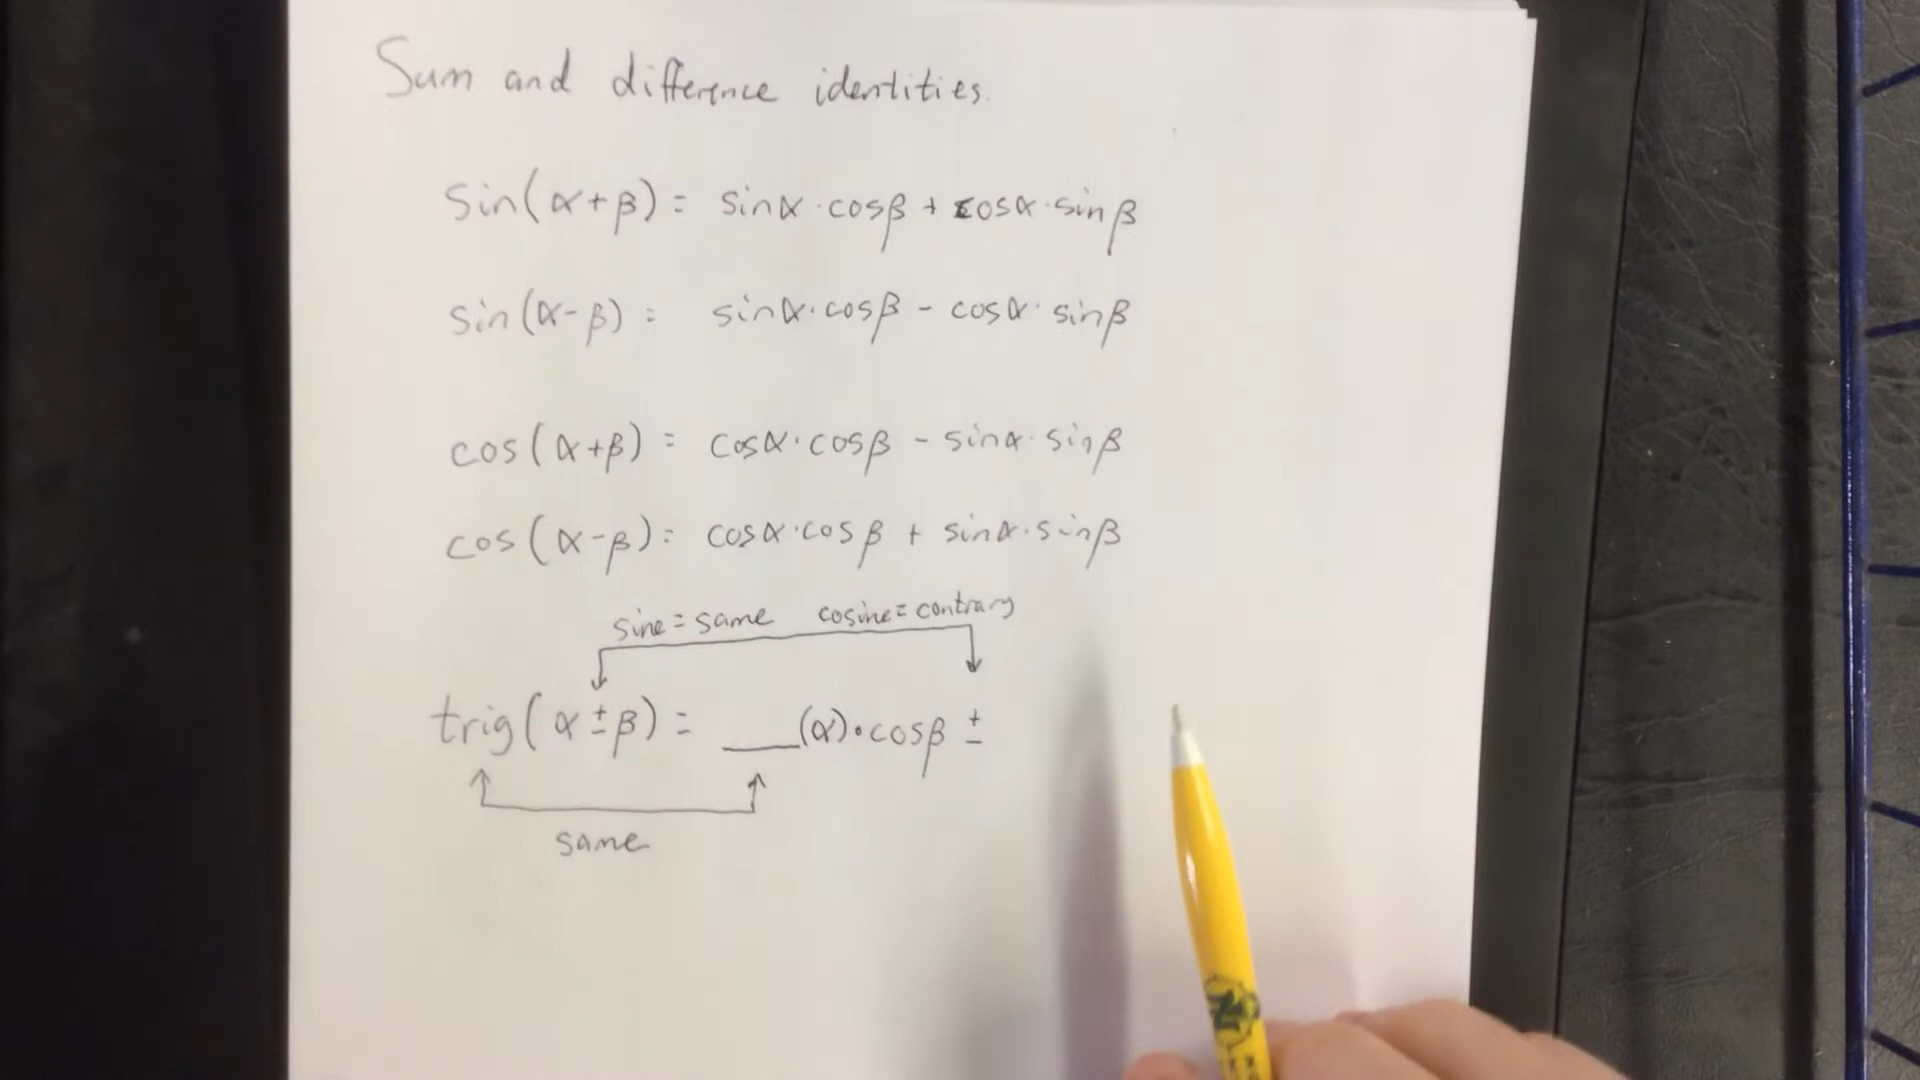 Sum and difference identities.
sin(α+β) = sinα·cosβ + cosα·sinβ
sin(α-β) = sinα·cosβ - cosα·sinβ
cos(α+β) = cosα·cosβ - sinα·sinβ
cos(α-β) = cosα·cosβ + sinα·sinβ
sine = same cosine = contrary
trig(α±β) = ___(α)·cosβ ±
same
N